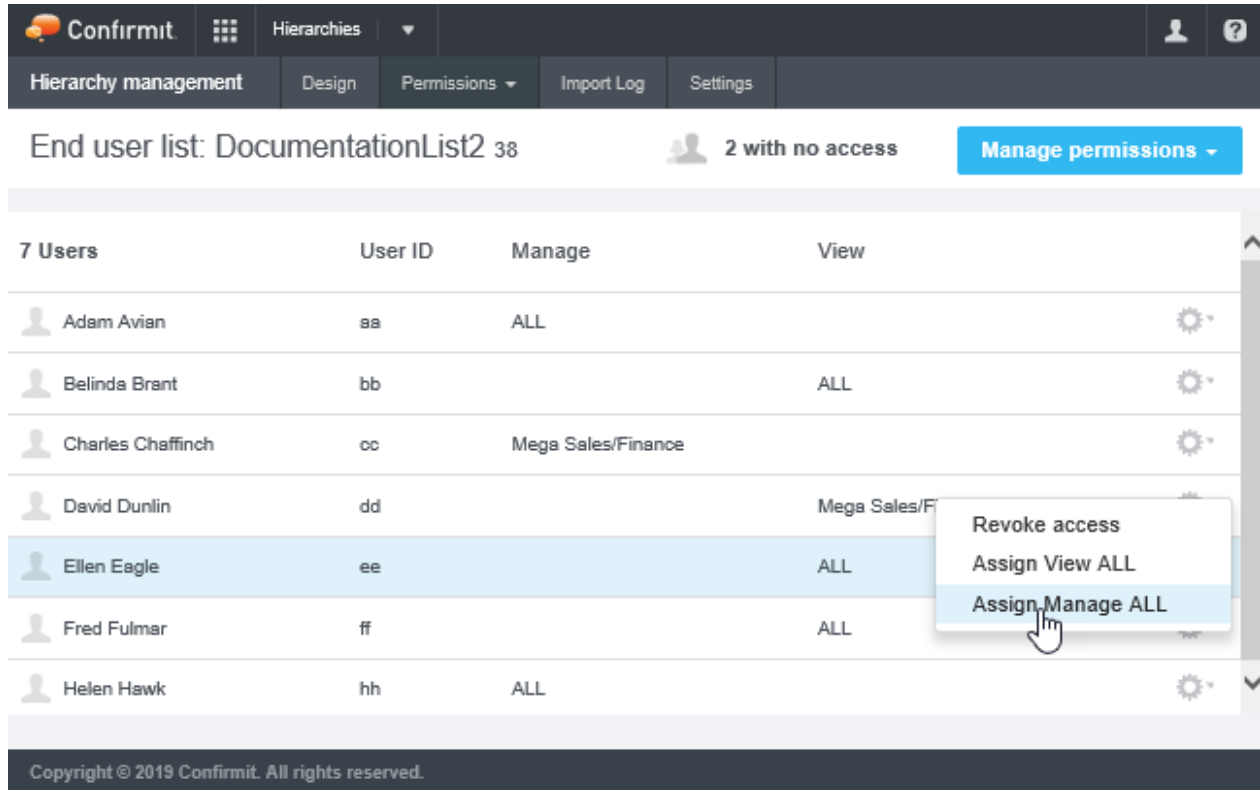 Confirmit. Hierarchies
Hierarchy management Design Permissions Import Log Settings
End user list: DocumentationList2 38 2 with no access Manage permissions
7 Users User ID Manage View
Adam Avian aa ALL
Belinda Brant bb ALL
Charles Chaffinch cc Mega Sales/Finance
David Dunlin dd Mega Sales/F
Revoke access
Ellen Eagle ee ALL Assign View ALL
Assign Manage ALL
Fred Fulmar ff ALL
Helen Hawk hh ALL
Copyright © 2019 Confirmit. All rights reserved.